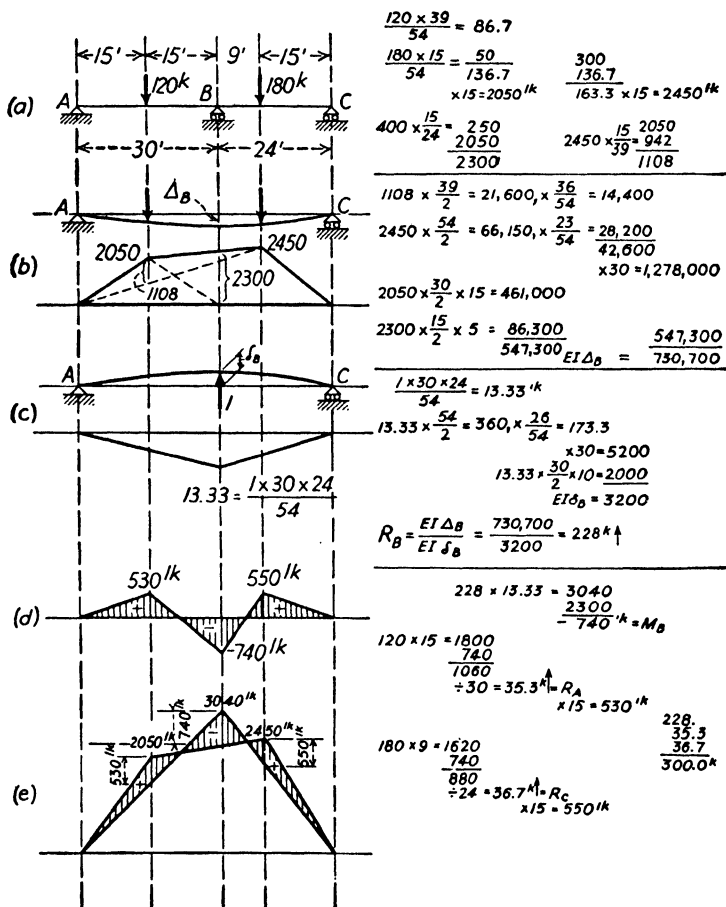 15' 15' 9' 15'
120k 180k
A B C
(a)
30' 24'
A Δ_B C
2050 2450
(b)
1108 2300
A δ_B C
1
(c)
13.33 = 1 x 30 x 24 / 54
530 'k 550 'k
(d)
+ − +
-740 'k
3040 'k
2050 'k 740 'k 2450 'k
530 'k 550 'k
+ − +
(e)
120 x 39 / 54 = 86.7
180 x 15 / 54 = 50
136.7
x 15 = 2050 'k
300
136.7
163.3 x 15 = 2450 'k
400 x 15/24 = 250
2050
2300
2450 x 15/39 = 2050
942
1108
1108 x 39/2 = 21,600, x 36/54 = 14,400
2450 x 54/2 = 66,150, x 23/54 = 28,200
42,600
x 30 = 1,278,000
2050 x 30/2 x 15 = 461,000
2300 x 15/2 x 5 = 86,300
547,300
547,300
EIΔ_B = 730,700
1 x 30 x 24 / 54 = 13.33 'k
13.33 x 54/2 = 360, x 26/54 = 173.3
x 30 = 5200
13.33 x 30/2 x 10 = 2000
EIδ_B = 3200
R_B = EIΔ_B / EIδ_B = 730,700 / 3200 = 228 k ↑
228 x 13.33 = 3040
2300
- 740 'k = M_B
120 x 15 = 1800
740
1060
÷ 30 = 35.3 k ↑ = R_A
x 15 = 530 'k
180 x 9 = 1620
740
880
÷ 24 = 36.7 k ↑ = R_C
x 15 = 550 'k
228.
35.3
36.7
300.0 k